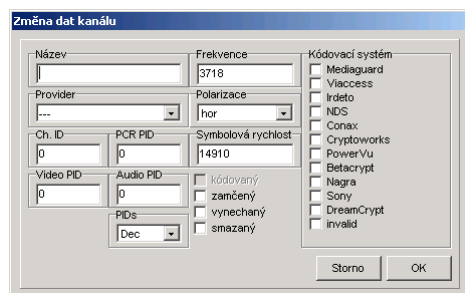 Změna dat kanálu
Název
Frekvence
3718
Provider
---
Polarizace
hor
Ch. ID
0
PCR PID
0
Symbolová rychlost
14910
Video PID
0
Audio PID
0
PIDs
Dec
kódovaný
zamčený
vynechaný
smazaný
Kódovací systém
Mediaguard
Viaccess
Irdeto
NDS
Conax
Cryptoworks
PowerVu
Betacrypt
Nagra
Sony
DreamCrypt
invalid
Storno
OK